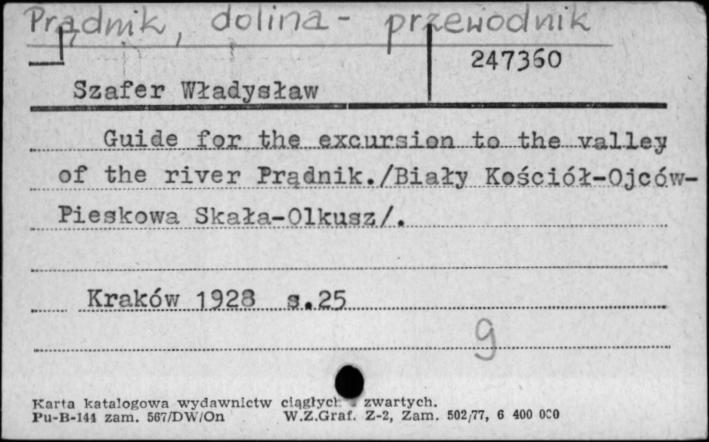 Prądnik, dolina - przewodnik
247360
Szafer Władysław
Guide for the excursion to the valley
of the river Prądnik./Biały Kościół-Ojców-
Pieskowa Skała-Olkusz/.
Kraków 1928 s.25
9
Karta katalogowa wydawnictw ciągłych i zwartych.
Pu-B-141 zam. 567/DW/On W.Z.Graf. Z-2, Zam. 502/77, 6 400 000